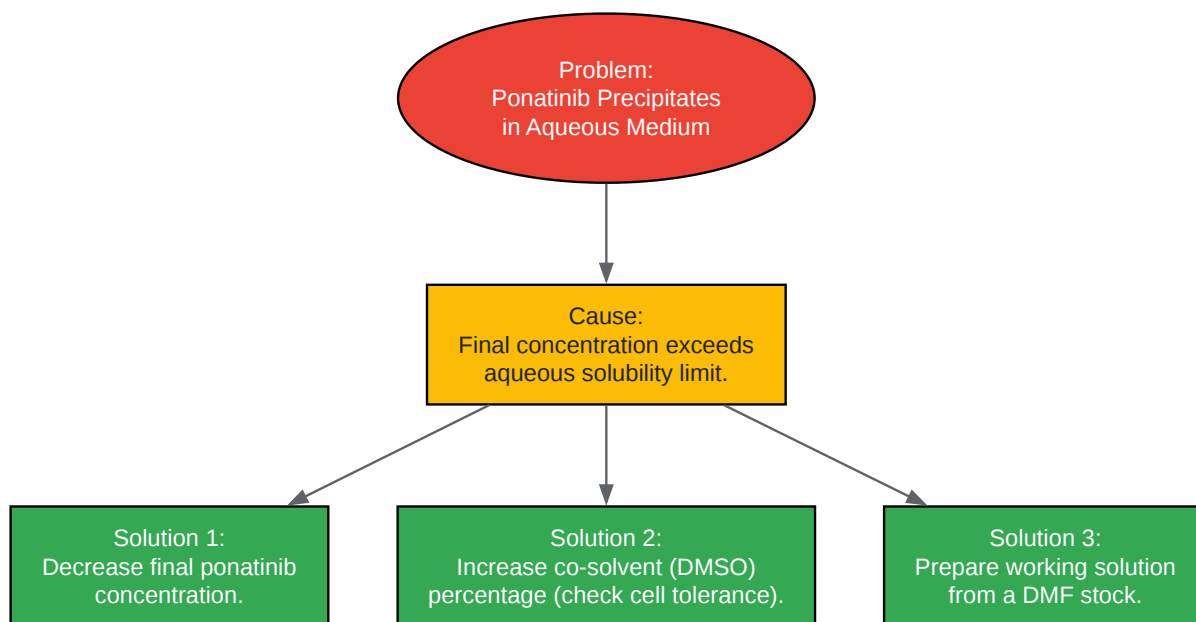 Problem:
Ponatinib Precipitates
in Aqueous Medium
Cause:
Final concentration exceeds
aqueous solubility limit.
Solution 1:
Decrease final ponatinib
concentration.
Solution 2:
Increase co-solvent (DMSO)
percentage (check cell tolerance).
Solution 3:
Prepare working solution
from a DMF stock.